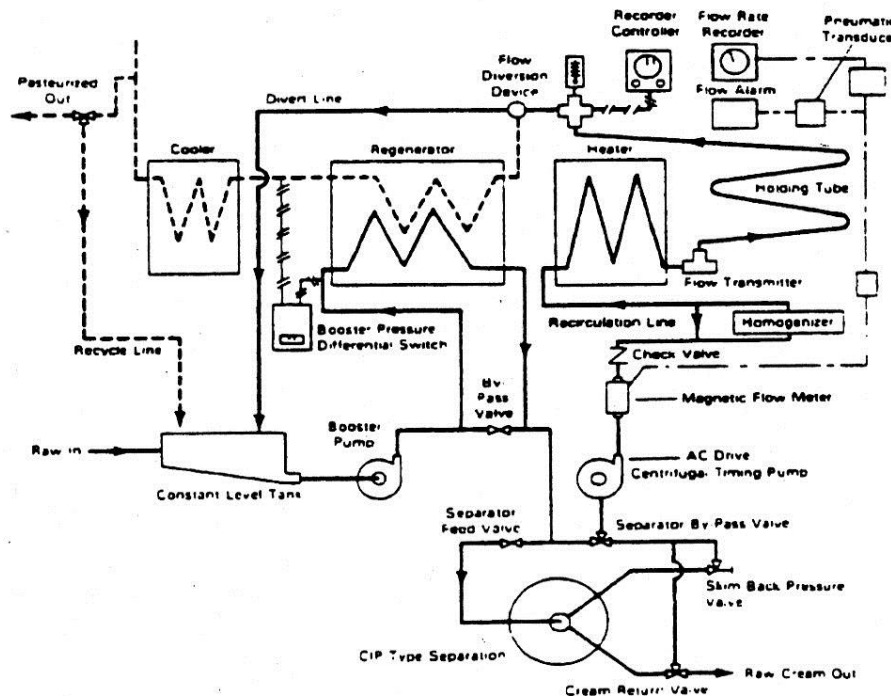 Recorder
Controller
Flow Rate
Recorder
Pneumatic
Transducer
Pasteurized
Out
Flow
Diversion
Device
Divert Line
Flow Alarm
Cooler
Regenerator
Heater
Holding Tube
Flow Transmitter
Booster Pressure
Differential Switch
Recirculation Line
Homoganizer
Recycle Line
Check Valve
By-
Pass
Valve
Magnetic Flow Meter
Booster
Pump
Raw In
AC Drive
Centrifugal Timing Pump
Constant Level Tank
Separator
Feed Valve
Separator By-Pass Valve
Skim Back Pressure
Valve
CIP Type Separation
Raw Cream Out
Cream Return Valve